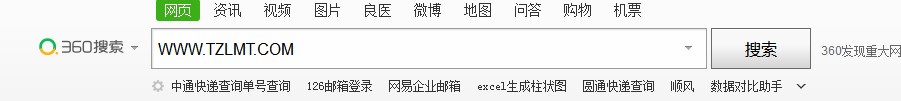 网页 资讯 视频 图片 良医 微博 地图 问答 购物 机票
360搜索 WWW.TZLMT.COM 搜索 360发现重大网
中通快递查询单号查询 126邮箱登录 网易企业邮箱 excel生成柱状图 圆通快递查询 顺风 数据对比助手